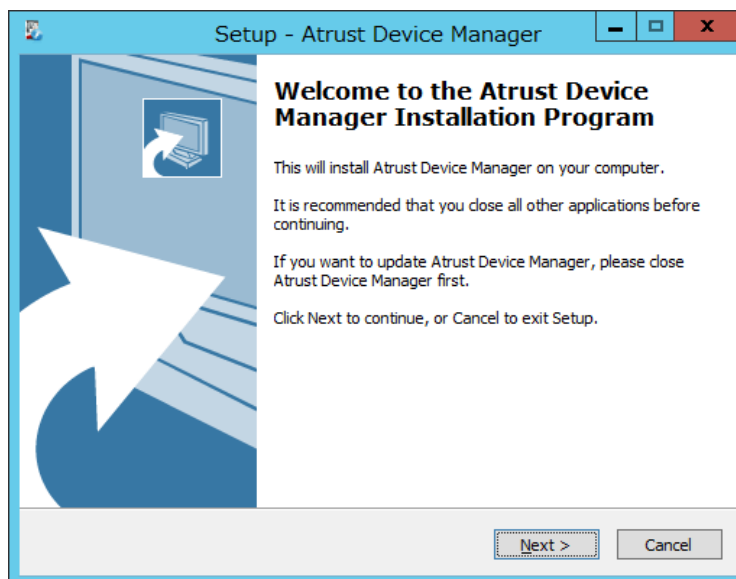 Setup - Atrust Device Manager
Welcome to the Atrust Device
Manager Installation Program
This will install Atrust Device Manager on your computer.
It is recommended that you close all other applications before
continuing.
If you want to update Atrust Device Manager, please close
Atrust Device Manager first.
Click Next to continue, or Cancel to exit Setup.
Next >
Cancel